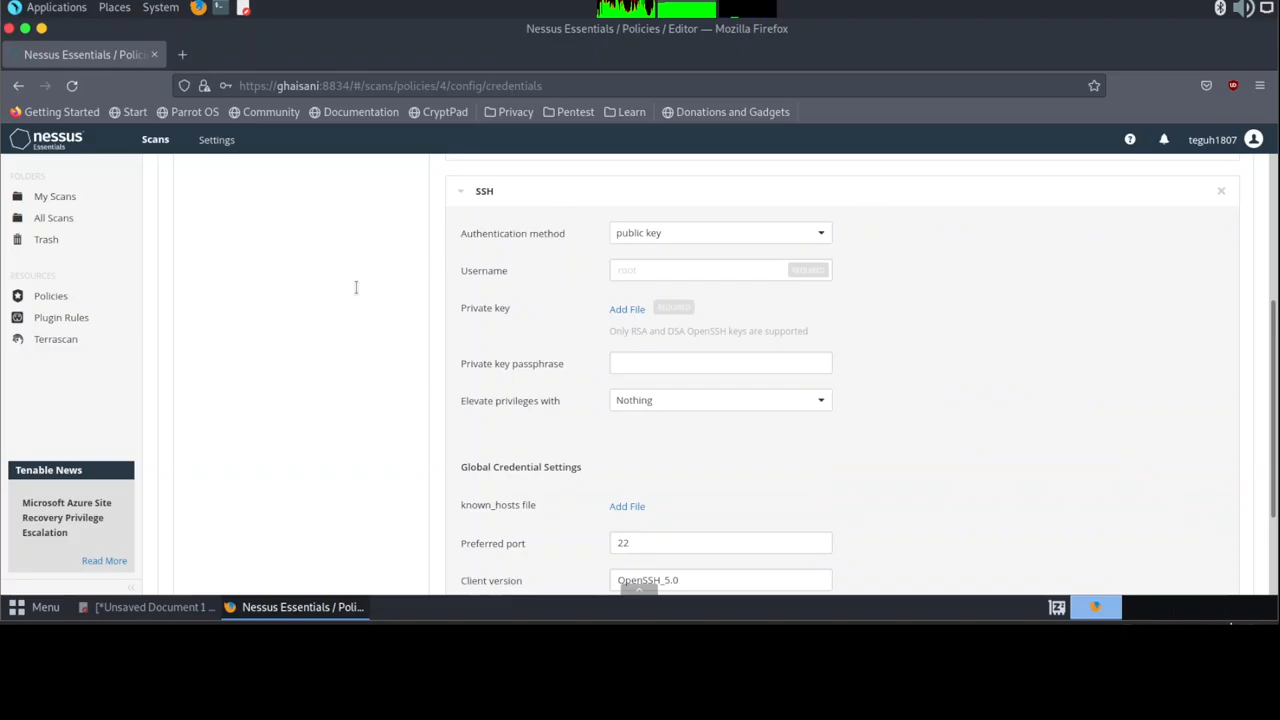 Applications Places System
Nessus Essentials / Policies / Editor — Mozilla Firefox
Nessus Essentials / Polici
https://ghaisani:8834/#/scans/policies/4/config/credentials
Getting Started Start Parrot OS Community Documentation CryptPad Privacy Pentest Learn Donations and Gadgets
nessus Essentials Scans Settings teguh1807
FOLDERS
My Scans
All Scans
Trash
RESOURCES
Policies
Plugin Rules
Terrascan
Tenable News
Microsoft Azure Site
Recovery Privilege
Escalation
Read More
SSH
Authentication method public key
Username root REQUIRED
Private key Add File REQUIRED
Only RSA and DSA OpenSSH keys are supported
Private key passphrase
Elevate privileges with Nothing
Global Credential Settings
known_hosts file Add File
Preferred port 22
Client version OpenSSH_5.0
Menu [*Unsaved Document 1 ... Nessus Essentials / Poli...